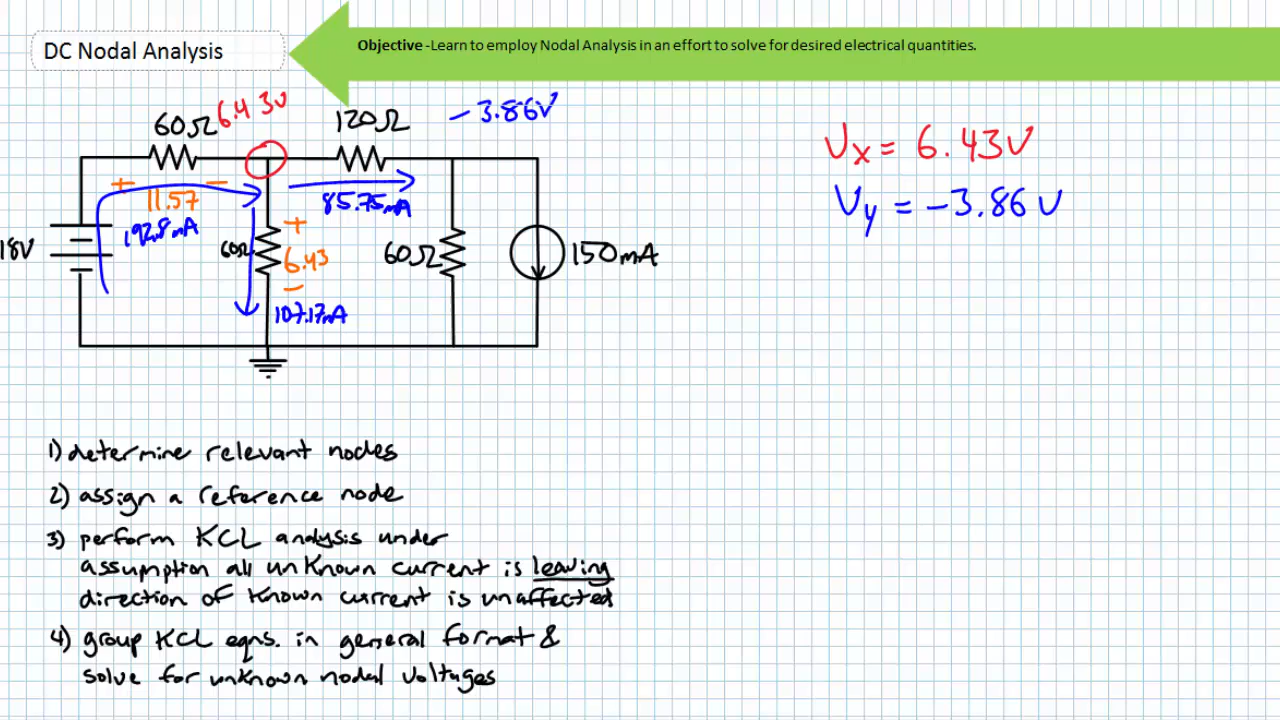 DC Nodal Analysis
Objective -Learn to employ Nodal Analysis in an effort to solve for desired electrical quantities.
60Ω 6.43V 120Ω -3.86V
Vx = 6.43V
Vy = -3.86V
+ 11.57 -
192.8mA
85.75mA
18V
60Ω
+
6.43
-
60Ω
150mA
107.17mA
1) determine relevant nodes
2) assign a reference node
3) perform KCL analysis under
assumption all unknown current is leaving
direction of known current is unaffected
4) group KCL eqns. in general format &
solve for unknown nodal voltages